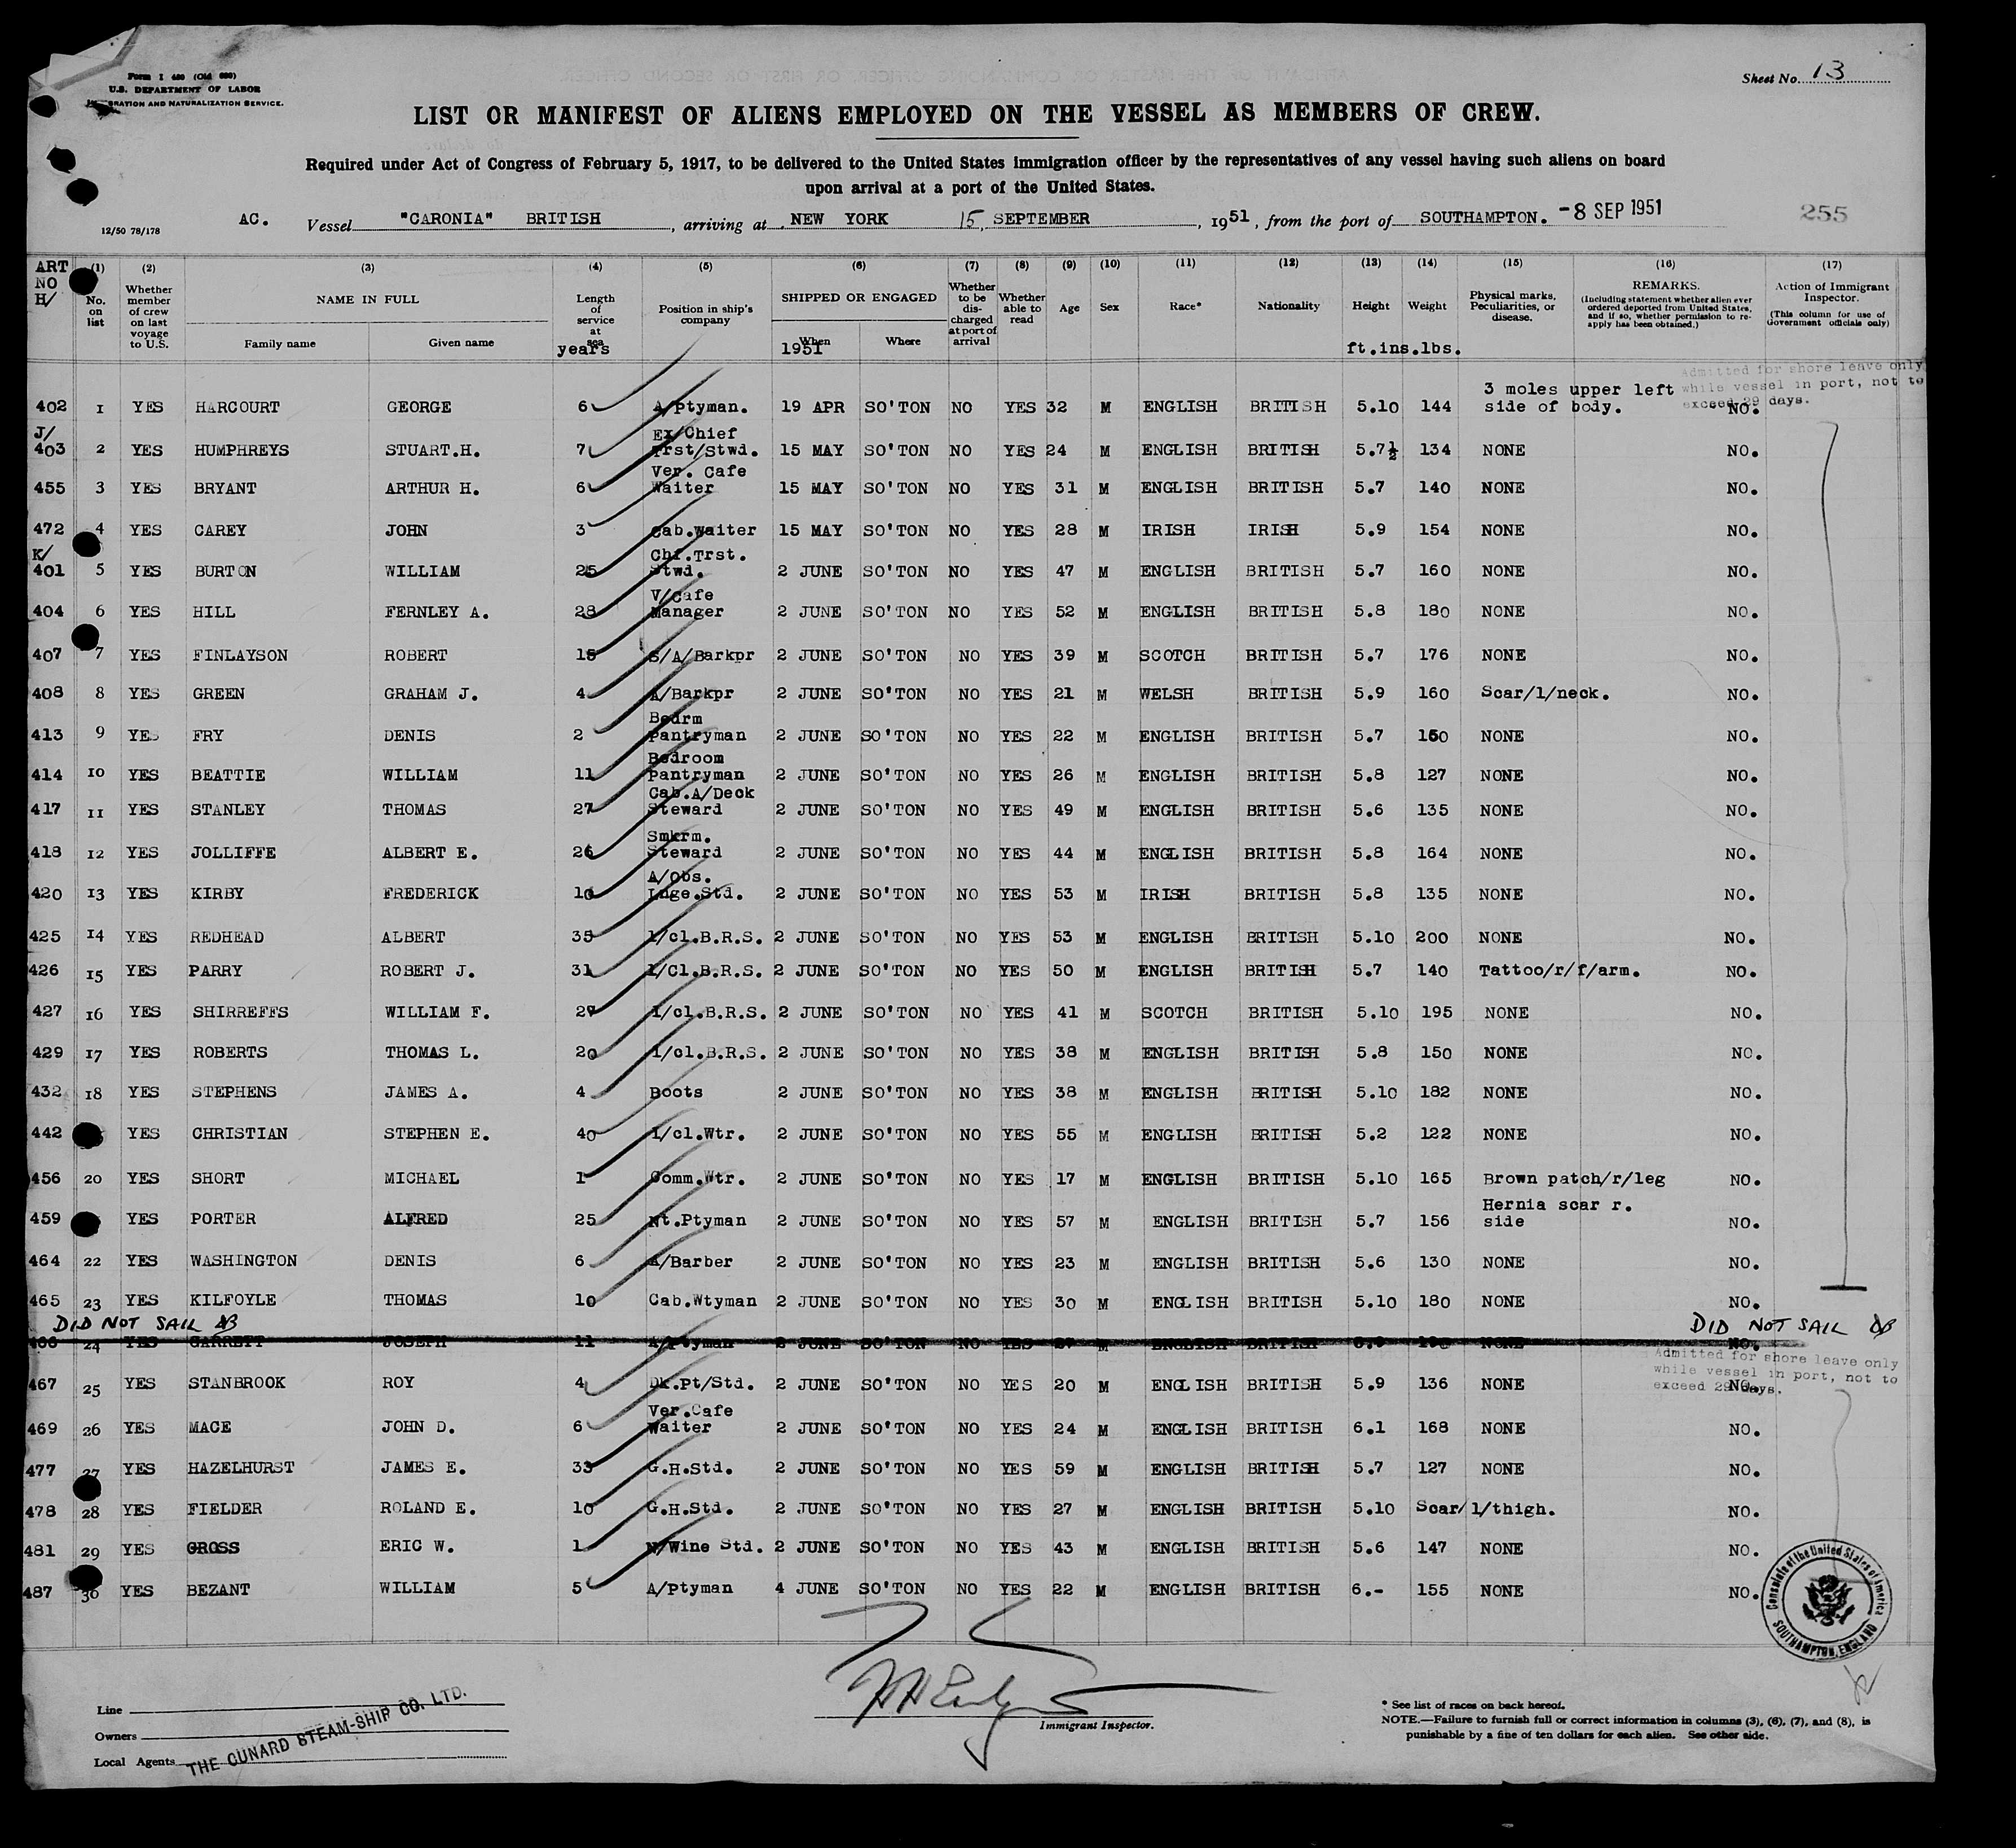 Form I 480 (Old 680)
U.S. DEPARTMENT OF LABOR
IMMIGRATION AND NATURALIZATION SERVICE.
Sheet No. 13
LIST OR MANIFEST OF ALIENS EMPLOYED ON THE VESSEL AS MEMBERS OF CREW.
Required under Act of Congress of February 5, 1917, to be delivered to the United States immigration officer by the representatives of any vessel having such aliens on board
upon arrival at a port of the United States.
12/50 78/178 AC. Vessel "CARONIA" BRITISH, arriving at NEW YORK 15, SEPTEMBER, 1951, from the port of SOUTHAMPTON. -8 SEP 1951 255
ART NO H/ (1) No. on list (2) Whether member of crew on last voyage to U.S. (3) NAME IN FULL Family name Given name (4) Length of service at sea years (5) Position in ship's company (6) SHIPPED OR ENGAGED When 1951 Where (7) Whether to be discharged at port of arrival (8) Whether able to read (9) Age (10) Sex (11) Race* (12) Nationality (13) Height ft.ins. (14) Weight lbs. (15) Physical marks, Peculiarities, or disease. (16) REMARKS. (Including statement whether alien ever ordered deported from United States, and if so, whether permission to re-apply has been obtained.) (17) Action of Immigrant Inspector. (This column for use of Government officials only)
Admitted for shore leave only while vessel in port, not to exceed 29 days.
402 1 YES HARCOURT GEORGE 6 A/ptyman. 19 APR SO'TON NO YES 32 M ENGLISH BRITISH 5.10 144 3 moles upper left side of body. NO.
J/
403 2 YES HUMPHREYS STUART.H. 7 Ex/Chief Trst/Stwd. 15 MAY SO'TON NO YES 24 M ENGLISH BRITISH 5.7½ 134 NONE NO.
455 3 YES BRYANT ARTHUR H. 6 Ver. Cafe Waiter 15 MAY SO'TON NO YES 31 M ENGLISH BRITISH 5.7 140 NONE NO.
472 4 YES CAREY JOHN 3 Cab.Waiter 15 MAY SO'TON NO YES 28 M IRISH IRISH 5.9 154 NONE NO.
K/
401 5 YES BURTON WILLIAM 25 Chf.Trst. Stwd. 2 JUNE SO'TON NO YES 47 M ENGLISH BRITISH 5.7 160 NONE NO.
404 6 YES HILL FERNLEY A. 28 V/Cafe Manager 2 JUNE SO'TON NO YES 52 M ENGLISH BRITISH 5.8 180 NONE NO.
407 7 YES FINLAYSON ROBERT 15 S/A/Barkpr 2 JUNE SO'TON NO YES 39 M SCOTCH BRITISH 5.7 176 NONE NO.
408 8 YES GREEN GRAHAM J. 4 A/Barkpr 2 JUNE SO'TON NO YES 21 M WELSH BRITISH 5.9 160 Scar/l/neck. NO.
413 9 YES FRY DENIS 2 Bedrm Pantryman 2 JUNE SO'TON NO YES 22 M ENGLISH BRITISH 5.7 150 NONE NO.
414 10 YES BEATTIE WILLIAM 11 Bedroom Pantryman 2 JUNE SO'TON NO YES 26 M ENGLISH BRITISH 5.8 127 NONE NO.
417 11 YES STANLEY THOMAS 27 Cab.A/Deck Steward 2 JUNE SO'TON NO YES 49 M ENGLISH BRITISH 5.6 135 NONE NO.
418 12 YES JOLLIFFE ALBERT E. 26 Smkrm. Steward 2 JUNE SO'TON NO YES 44 M ENGLISH BRITISH 5.8 164 NONE NO.
420 13 YES KIRBY FREDERICK 10 A/Obs. Lnge.Std. 2 JUNE SO'TON NO YES 53 M IRISH BRITISH 5.8 135 NONE NO.
425 14 YES REDHEAD ALBERT 35 1/cl.B.R.S. 2 JUNE SO'TON NO YES 53 M ENGLISH BRITISH 5.10 200 NONE NO.
426 15 YES PARRY ROBERT J. 31 1/Cl.B.R.S. 2 JUNE SO'TON NO YES 50 M ENGLISH BRITISH 5.7 140 Tattoo/r/f/arm. NO.
427 16 YES SHIRREFFS WILLIAM F. 27 1/cl.B.R.S. 2 JUNE SO'TON NO YES 41 M SCOTCH BRITISH 5.10 195 NONE NO.
429 17 YES ROBERTS THOMAS L. 20 1/cl.B.R.S. 2 JUNE SO'TON NO YES 38 M ENGLISH BRITISH 5.8 150 NONE NO.
432 18 YES STEPHENS JAMES A. 4 Boots 2 JUNE SO'TON NO YES 38 M ENGLISH BRITISH 5.10 182 NONE NO.
442 YES CHRISTIAN STEPHEN E. 40 1/cl.Wtr. 2 JUNE SO'TON NO YES 55 M ENGLISH BRITISH 5.2 122 NONE NO.
456 20 YES SHORT MICHAEL 1 Comm.Wtr. 2 JUNE SO'TON NO YES 17 M ENGLISH BRITISH 5.10 165 Brown patch/r/leg NO.
459 YES PORTER ALFRED 25 Nt.Ptyman 2 JUNE SO'TON NO YES 57 M ENGLISH BRITISH 5.7 156 Hernia scar r. side NO.
464 22 YES WASHINGTON DENIS 6 A/Barber 2 JUNE SO'TON NO YES 23 M ENGLISH BRITISH 5.6 130 NONE NO.
465 23 YES KILFOYLE THOMAS 10 Cab.Wtyman 2 JUNE SO'TON NO YES 30 M ENGLISH BRITISH 5.10 180 NONE NO.
DID NOT SAIL DB DID NOT SAIL DB
466 24 YES GARRETT JOSEPH 11 A/Ptyman 2 JUNE SO'TON NO YES 27 M ENGLISH BRITISH NONE NO.
Admitted for shore leave only while vessel in port, not to exceed 29 days.
467 25 YES STANBROOK ROY 4 Dk.Pt/Std. 2 JUNE SO'TON NO YES 20 M ENGLISH BRITISH 5.9 136 NONE NO.
469 26 YES MACE JOHN D. 6 Ver.Cafe Waiter 2 JUNE SO'TON NO YES 24 M ENGLISH BRITISH 6.1 168 NONE NO.
477 27 YES HAZELHURST JAMES E. 33 G.H.Std. 2 JUNE SO'TON NO YES 59 M ENGLISH BRITISH 5.7 127 NONE NO.
478 28 YES FIELDER ROLAND E. 10 G.H.Std. 2 JUNE SO'TON NO YES 27 M ENGLISH BRITISH 5.10 Scar/l/thigh. NO.
481 29 YES GROSS ERIC W. 1 N/Wine Std. 2 JUNE SO'TON NO YES 43 M ENGLISH BRITISH 5.6 147 NONE NO.
487 30 YES BEZANT WILLIAM 5 A/Ptyman 4 JUNE SO'TON NO YES 22 M ENGLISH BRITISH 6.- 155 NONE NO.
Consulate of the United States of America SOUTHAMPTON, ENGLAND
Line
Owners
Local Agents
THE CUNARD STEAM-SHIP CO. LTD.
Immigrant Inspector.
* See list of races on back hereof.
NOTE.—Failure to furnish full or correct information in columns (3), (6), (7), and (8), is
punishable by a fine of ten dollars for each alien. See other side.